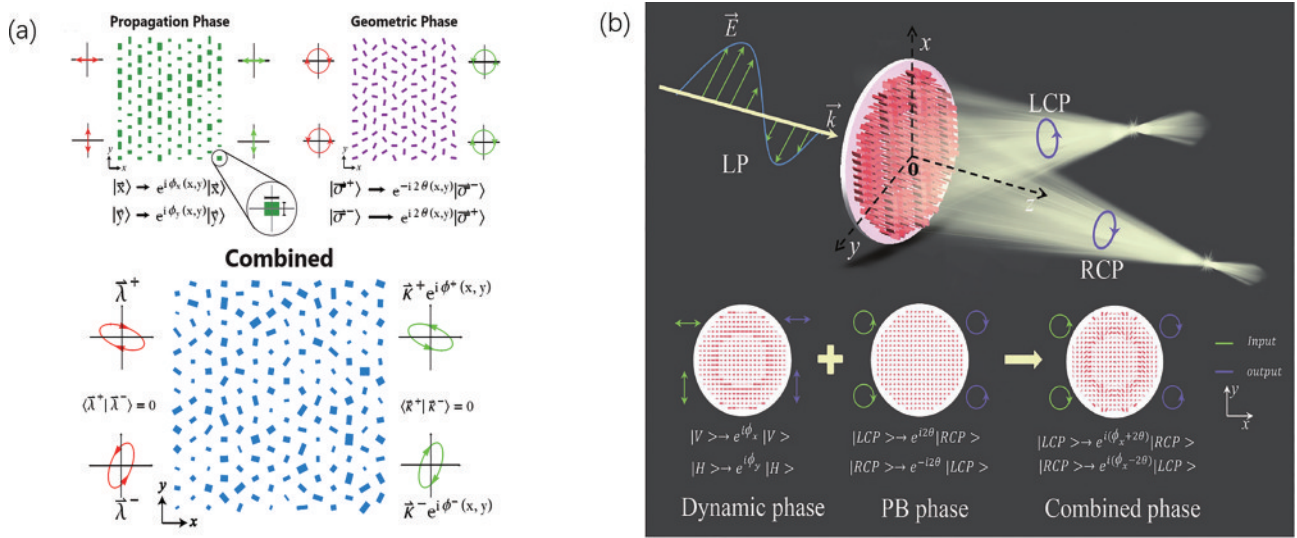 (a)
Propagation Phase
Geometric Phase
y
x
y
x
|x⃗⟩ → e^{iϕx(x,y)}|x⃗⟩
|y⃗⟩ → e^{iϕy(x,y)}|y⃗⟩
|σ⃗⁺⟩ → e^{-i2θ(x,y)}|σ⃗⁻⟩
|σ⃗⁻⟩ → e^{i2θ(x,y)}|σ⃗⁺⟩
Combined
λ⃗⁺
κ⃗⁺e^{iϕ⁺(x, y)}
⟨λ⃗⁺|λ⃗⁻⟩ = 0
⟨κ⃗⁺|κ⃗⁻⟩ = 0
λ⃗⁻
κ⃗⁻e^{iϕ⁻(x, y)}
y
x
(b)
E⃗
k⃗
LP
x
0
y
z
LCP
RCP
Input
output
y
x
|V >→ e^{iϕx} |V >
|H >→ e^{iϕy} |H >
Dynamic phase
|LCP >→ e^{i2θ} |RCP >
|RCP >→ e^{-i2θ} |LCP >
PB phase
|LCP >→ e^{i(ϕx+2θ)}|RCP >
|RCP >→ e^{i(ϕx-2θ)}|LCP >
Combined phase